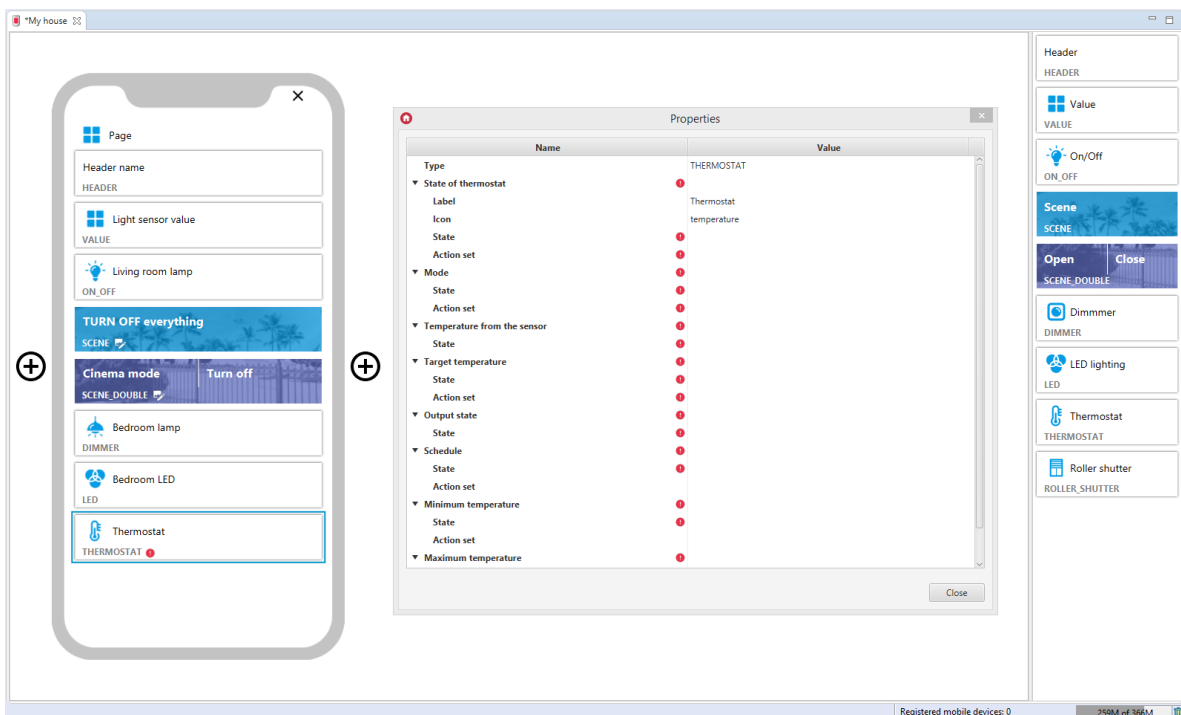 *My house
Page
Header name
HEADER
Light sensor value
VALUE
Living room lamp
ON_OFF
TURN OFF everything
SCENE
Cinema mode Turn off
SCENE_DOUBLE
Bedroom lamp
DIMMER
Bedroom LED
LED
Thermostat
THERMOSTAT
Properties
Name Value
Type THERMOSTAT
State of thermostat
Label Thermostat
Icon temperature
State
Action set
Mode
State
Action set
Temperature from the sensor
State
Target temperature
State
Action set
Output state
State
Schedule
State
Action set
Minimum temperature
State
Action set
Maximum temperature
Close
Header
HEADER
Value
VALUE
On/Off
ON_OFF
Scene
SCENE
Open Close
SCENE_DOUBLE
Dimmmer
DIMMER
LED lighting
LED
Thermostat
THERMOSTAT
Roller shutter
ROLLER_SHUTTER
Registered mobile devices: 0
259M of 366M